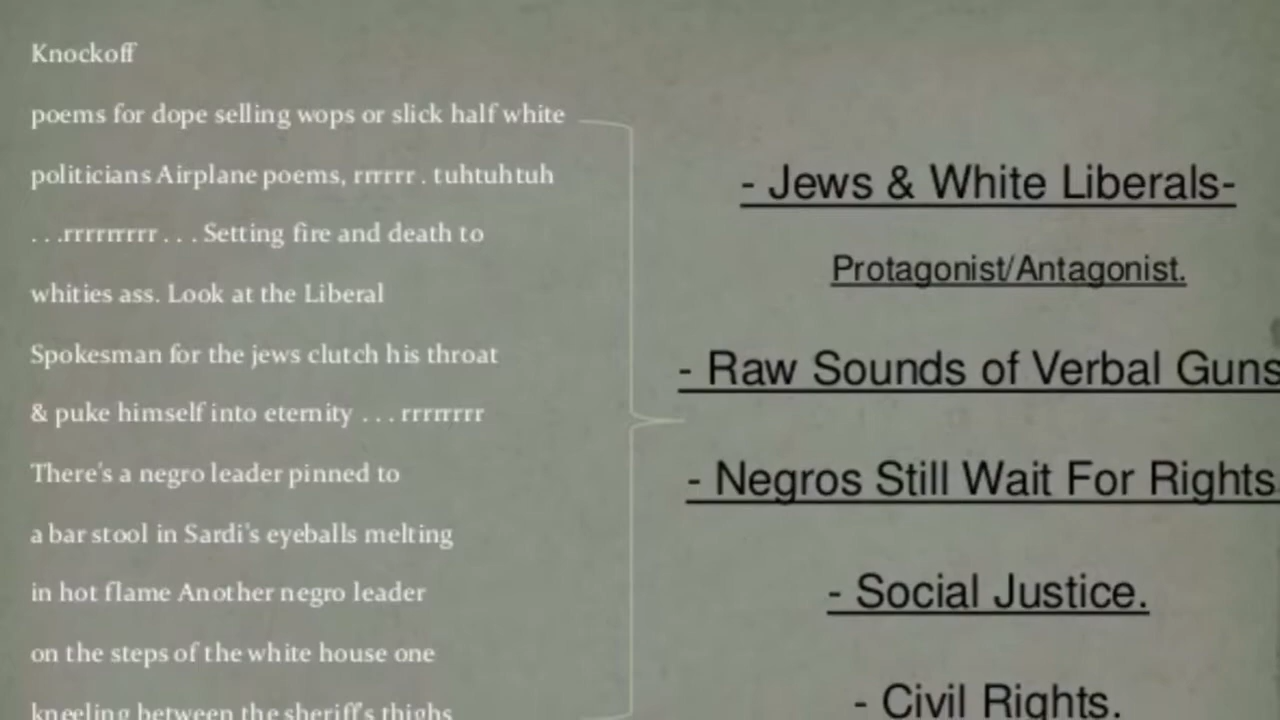 Knockoff
poems for dope selling wops or slick half white
politicians Airplane poems, rrrrrr . tuhtuhtuh
. . .rrrrrrrrr . . . Setting fire and death to
whities ass. Look at the Liberal
Spokesman for the jews clutch his throat
& puke himself into eternity . . . rrrrrrrr
There's a negro leader pinned to
a bar stool in Sardi's eyeballs melting
in hot flame Another negro leader
on the steps of the white house one
kneeling between the sheriff's thighs
- Jews & White Liberals-
Protagonist/Antagonist.
- Raw Sounds of Verbal Guns
- Negros Still Wait For Rights
- Social Justice.
- Civil Rights.